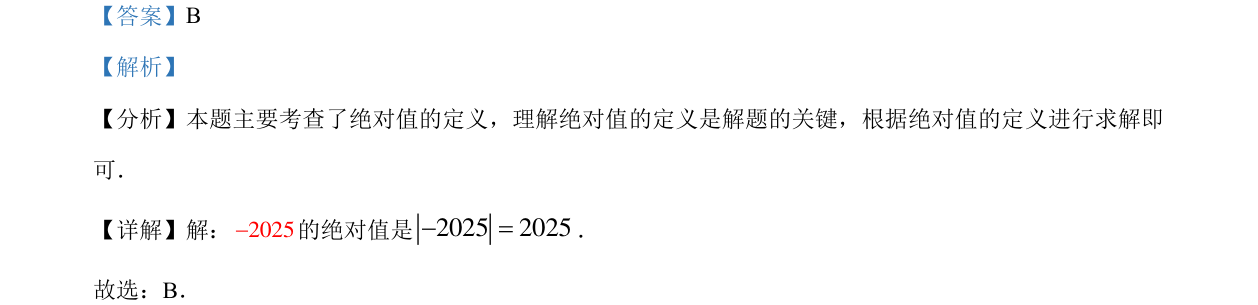 【答案】B
【解析】
【分析】本题主要考查了绝对值的定义，理解绝对值的定义是解题的关键，根据绝对值的定义进行求解即
可．
【详解】解：−2025的绝对值是|−2025| = 2025．
故选：B．